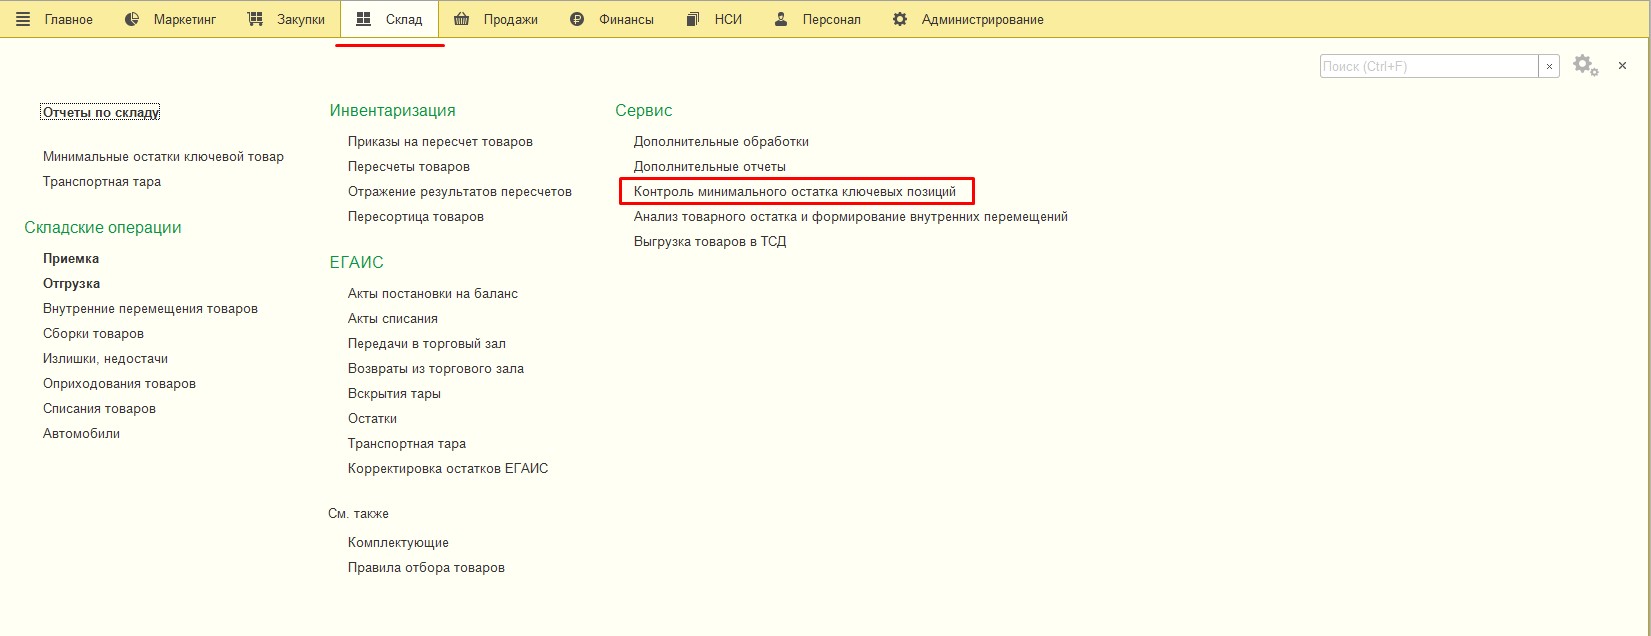 Главное Маркетинг Закупки Склад Продажи Финансы НСИ Персонал Администрирование
Поиск (Ctrl+F)
Отчеты по складу
Минимальные остатки ключевой товар
Транспортная тара
Складские операции
Приемка
Отгрузка
Внутренние перемещения товаров
Сборки товаров
Излишки, недостачи
Оприходования товаров
Списания товаров
Автомобили
Инвентаризация
Приказы на пересчет товаров
Пересчеты товаров
Отражение результатов пересчетов
Пересортица товаров
ЕГАИС
Акты постановки на баланс
Акты списания
Передачи в торговый зал
Возвраты из торгового зала
Вскрытия тары
Остатки
Транспортная тара
Корректировка остатков ЕГАИС
См. также
Комплектующие
Правила отбора товаров
Сервис
Дополнительные обработки
Дополнительные отчеты
Контроль минимального остатка ключевых позиций
Анализ товарного остатка и формирование внутренних перемещений
Выгрузка товаров в ТСД